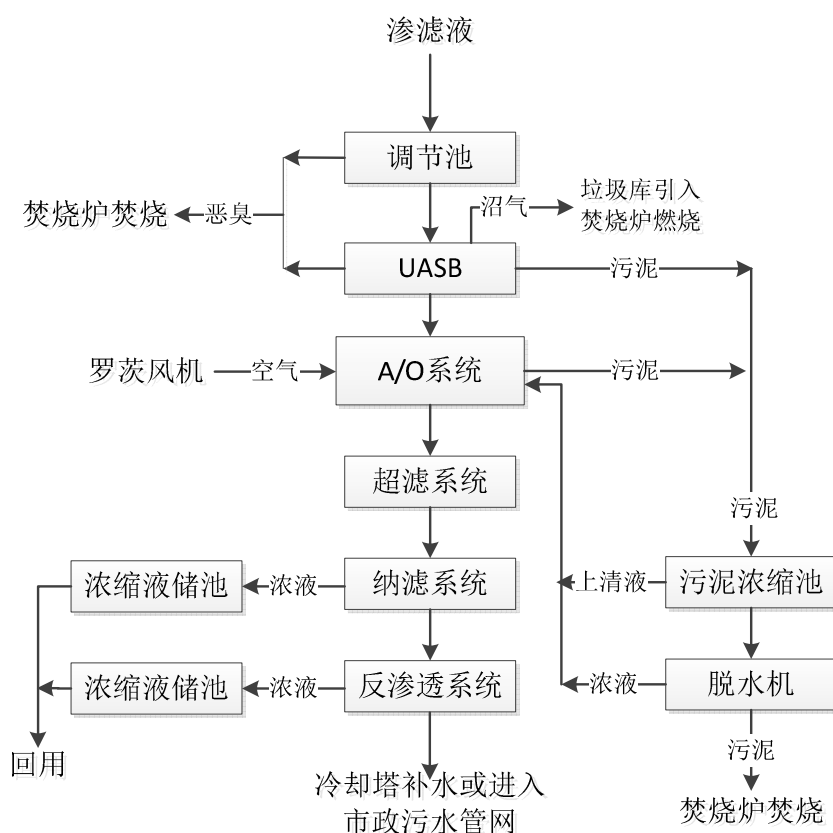 渗滤液
调节池
焚烧炉焚烧
恶臭
沼气
垃圾库引入
焚烧炉燃烧
UASB
污泥
罗茨风机
空气
A/O系统
污泥
超滤系统
污泥
浓缩液储池
浓液
纳滤系统
上清液
污泥浓缩池
浓缩液储池
浓液
反渗透系统
浓液
脱水机
回用
污泥
冷却塔补水或进入
市政污水管网
焚烧炉焚烧